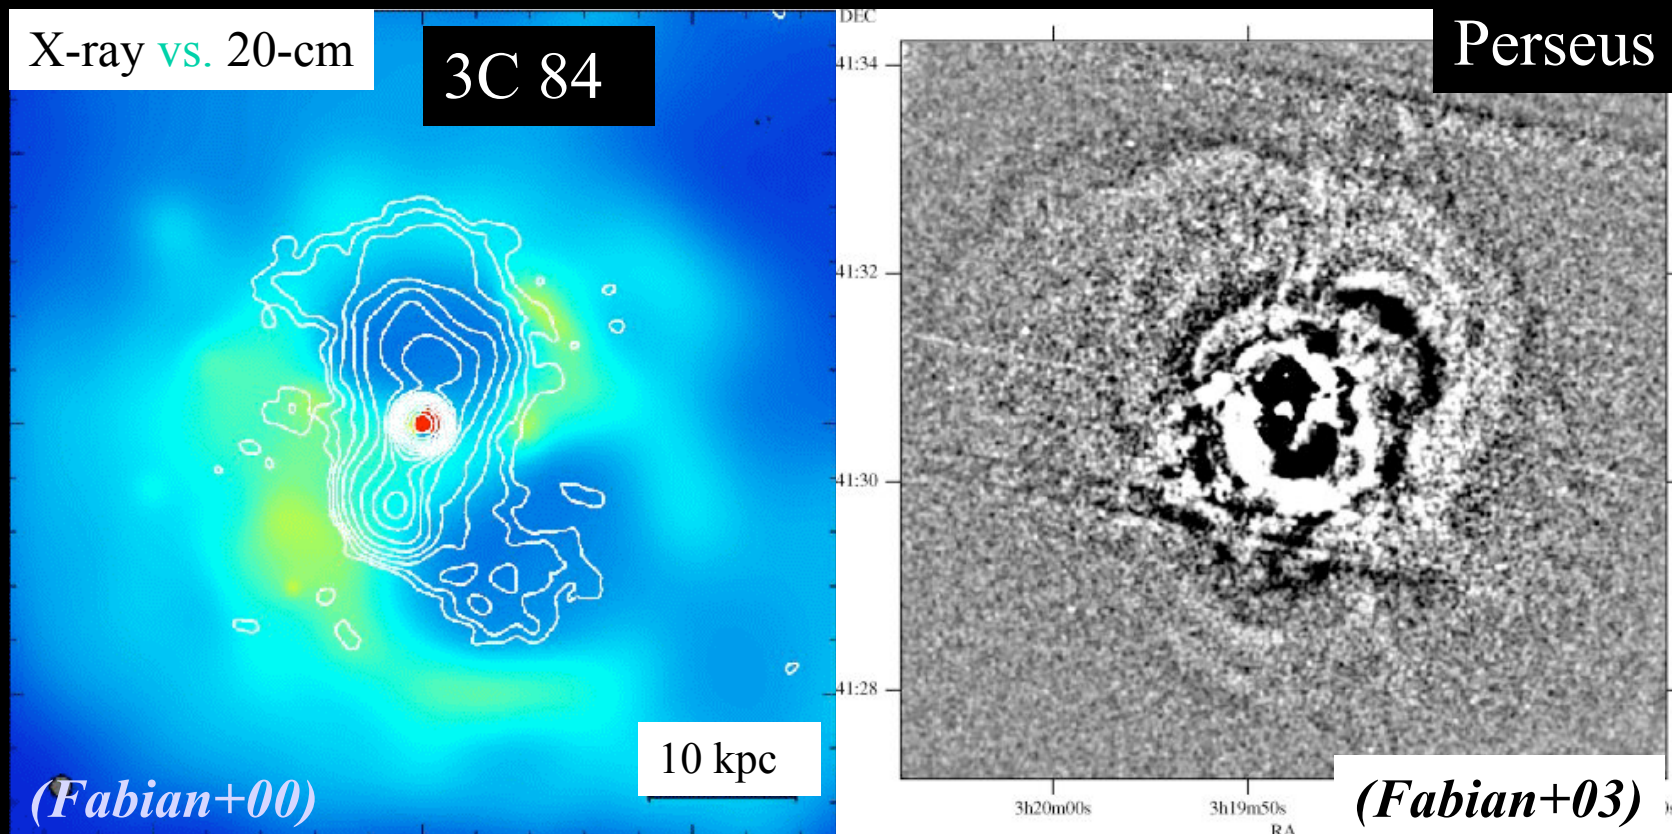 X-ray vs. 20-cm
3C 84
10 kpc
(Fabian+00)
DEC
Perseus
41:34
41:32
41:30
41:28
3h20m00s
3h19m50s
RA
(Fabian+03)